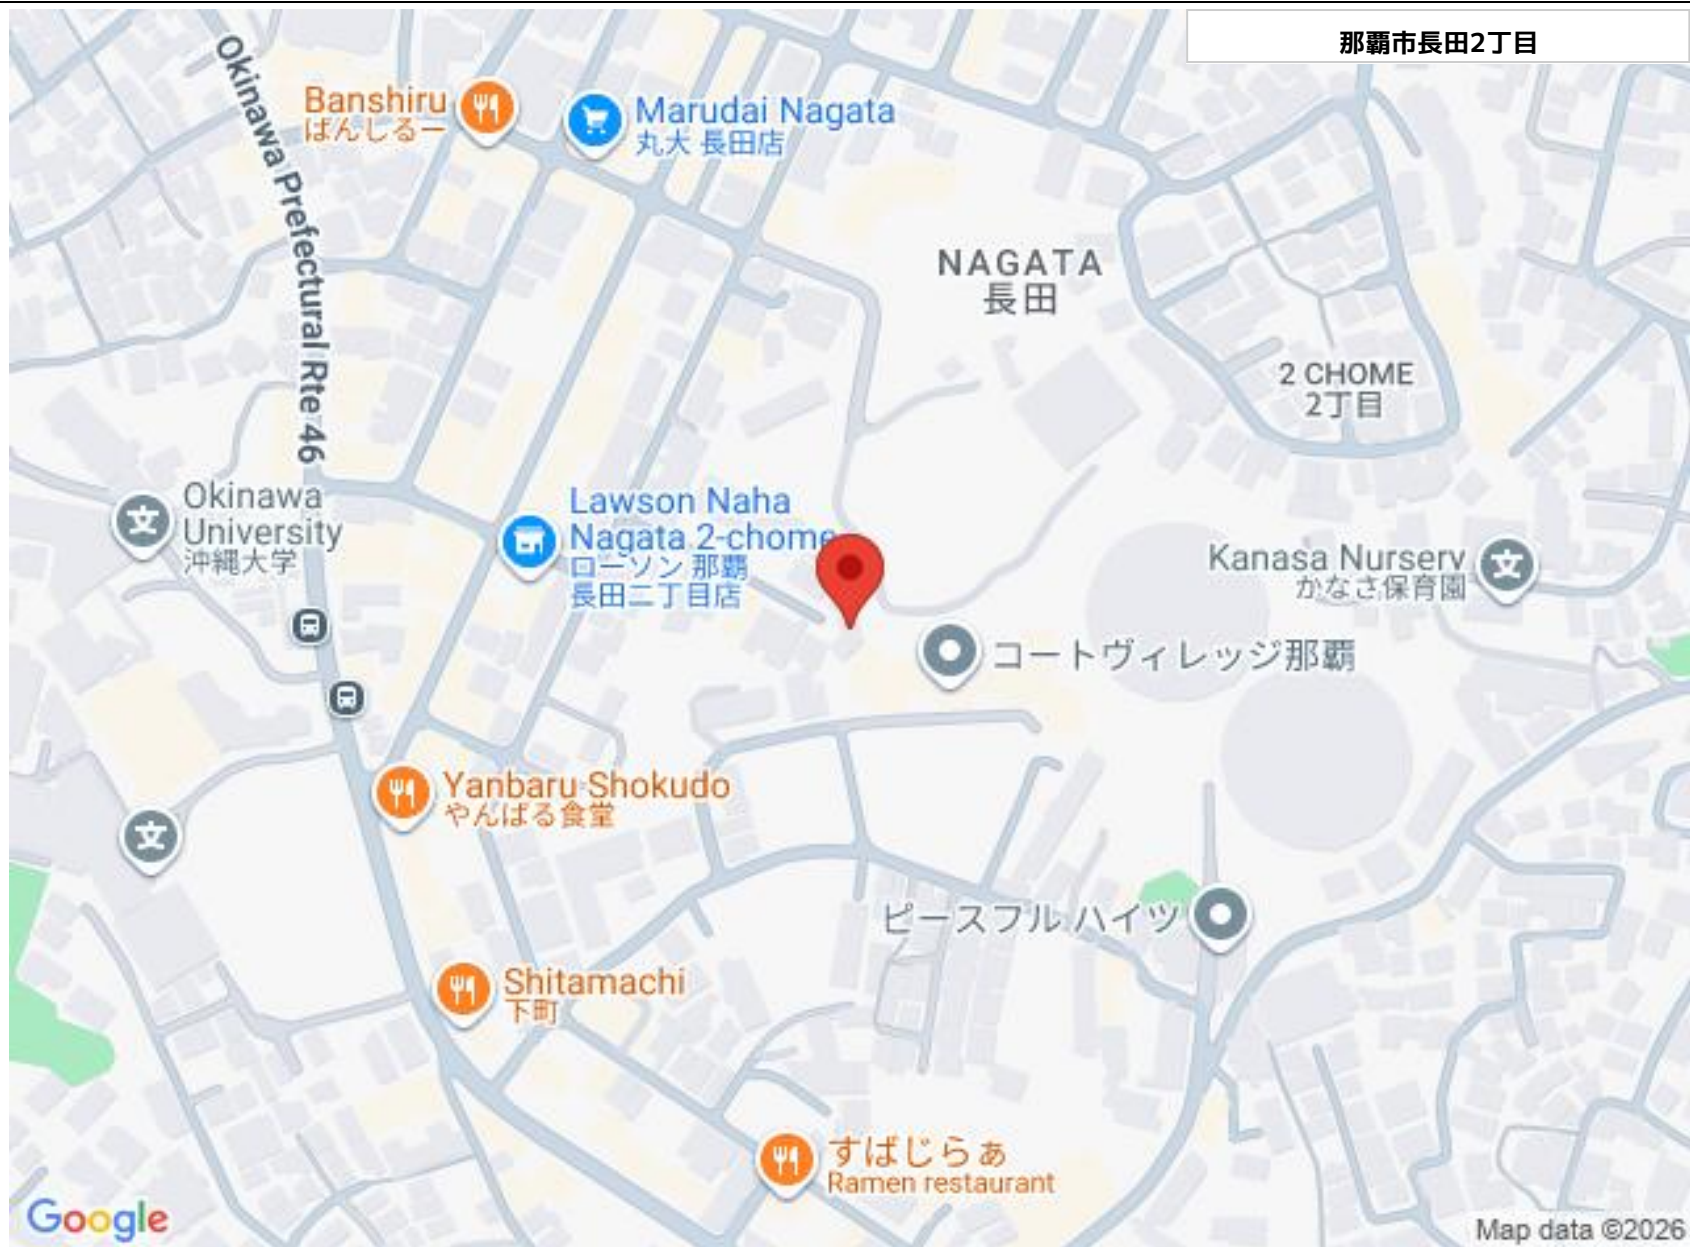 那覇市長田2丁目
Okinawa Prefectural Rte 46
Banshiru
ばんしるー
Marudai Nagata
丸大 長田店
NAGATA
長田
2 CHOME
2丁目
Okinawa
University
沖縄大学
Lawson Naha
Nagata 2-chome
ローソン 那覇
長田二丁目店
Kanasa Nursery
かなさ保育園
コートヴィレッジ那覇
Yanbaru Shokudo
やんばる食堂
ピースフル ハイツ
Shitamachi
下町
すばじらぁ
Ramen restaurant
Google
Map data ©2026